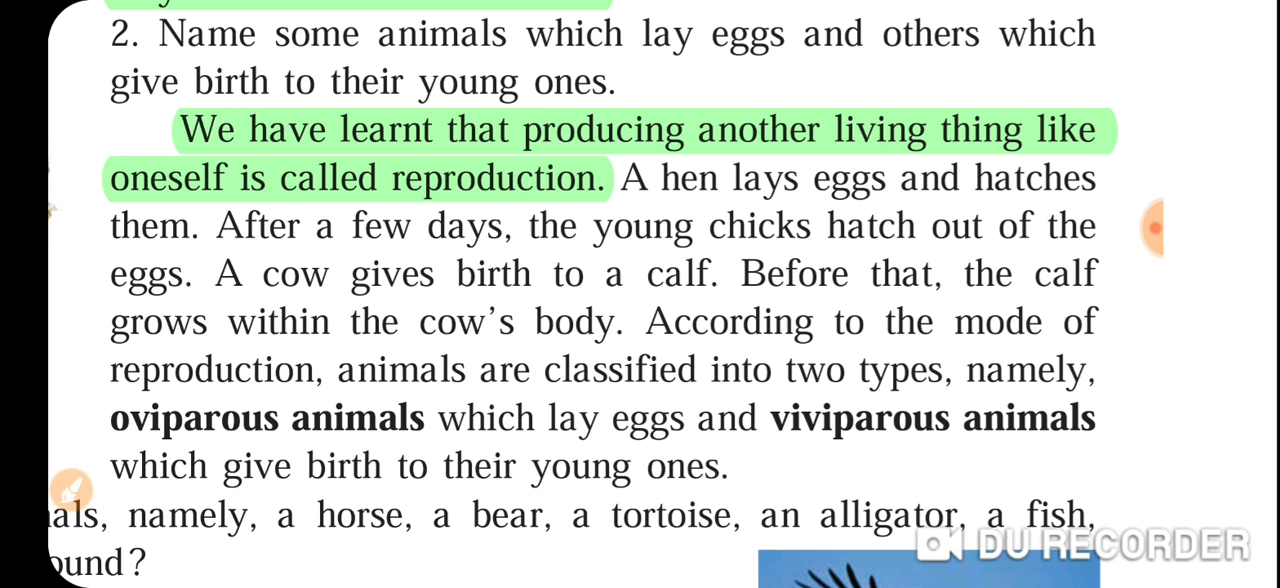 2. Name some animals which lay eggs and others which
give birth to their young ones.
We have learnt that producing another living thing like
oneself is called reproduction. A hen lays eggs and hatches
them. After a few days, the young chicks hatch out of the
eggs. A cow gives birth to a calf. Before that, the calf
grows within the cow's body. According to the mode of
reproduction, animals are classified into two types, namely,
oviparous animals which lay eggs and viviparous animals
which give birth to their young ones.
als, namely, a horse, a bear, a tortoise, an alligator, a fish,
ound?
DU RECORDER